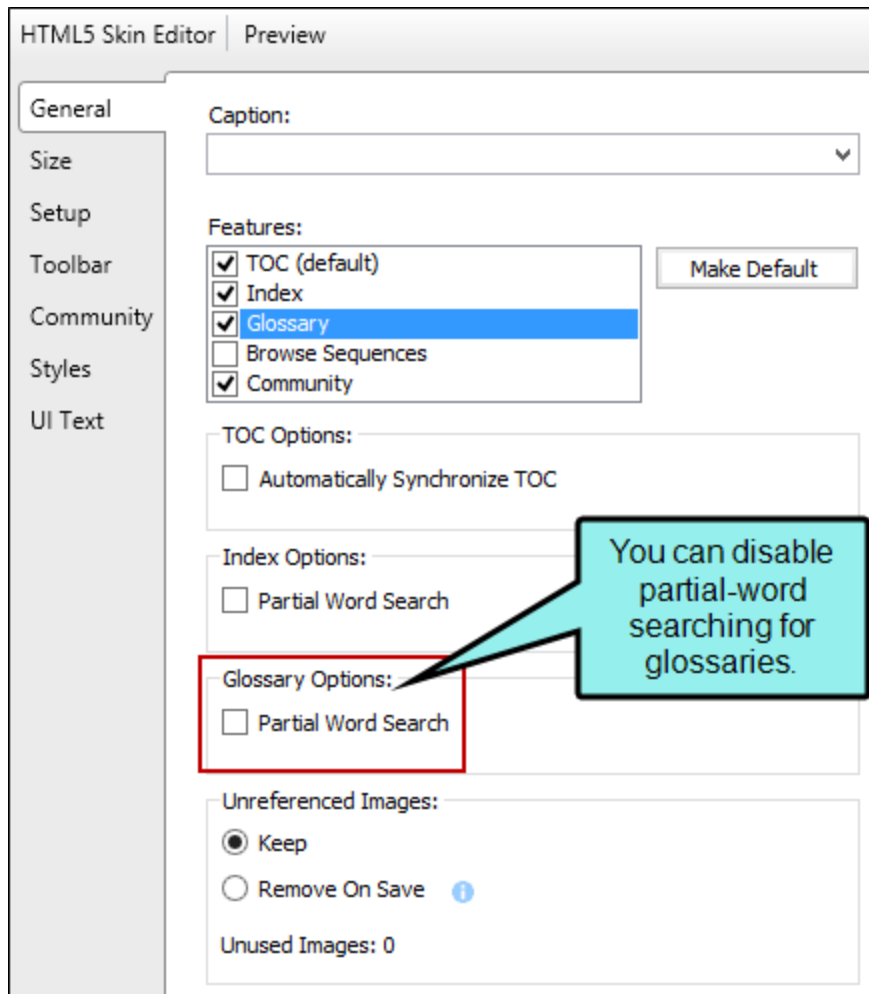 HTML5 Skin Editor Preview
General
Size
Setup
Toolbar
Community
Styles
UI Text
Caption:
Features:
TOC (default)
Index
Glossary
Browse Sequences
Community
Make Default
TOC Options:
Automatically Synchronize TOC
Index Options:
Partial Word Search
You can disable
partial-word
searching for
glossaries.
Glossary Options:
Partial Word Search
Unreferenced Images:
Keep
Remove On Save
Unused Images: 0